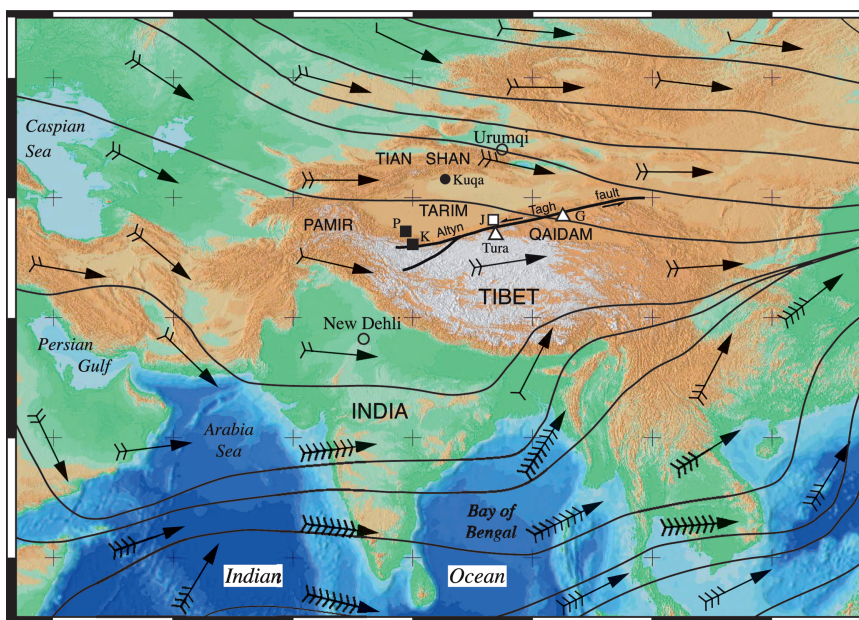 Caspian
Sea
Urumqi
TIAN SHAN
Kuqa
TARIM
PAMIR
P
K
J
G
Altyn
Tagh
fault
Tura
QAIDAM
TIBET
New Dehli
Persian
Gulf
INDIA
Arabia
Sea
Bay of
Bengal
Indian
Ocean